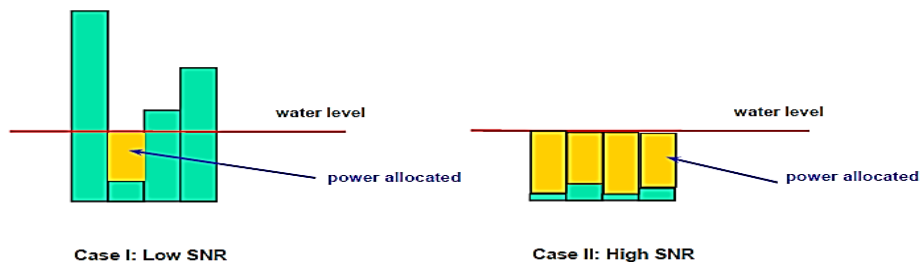 water level
power allocated
Case I: Low SNR
water level
power allocated
Case II: High SNR